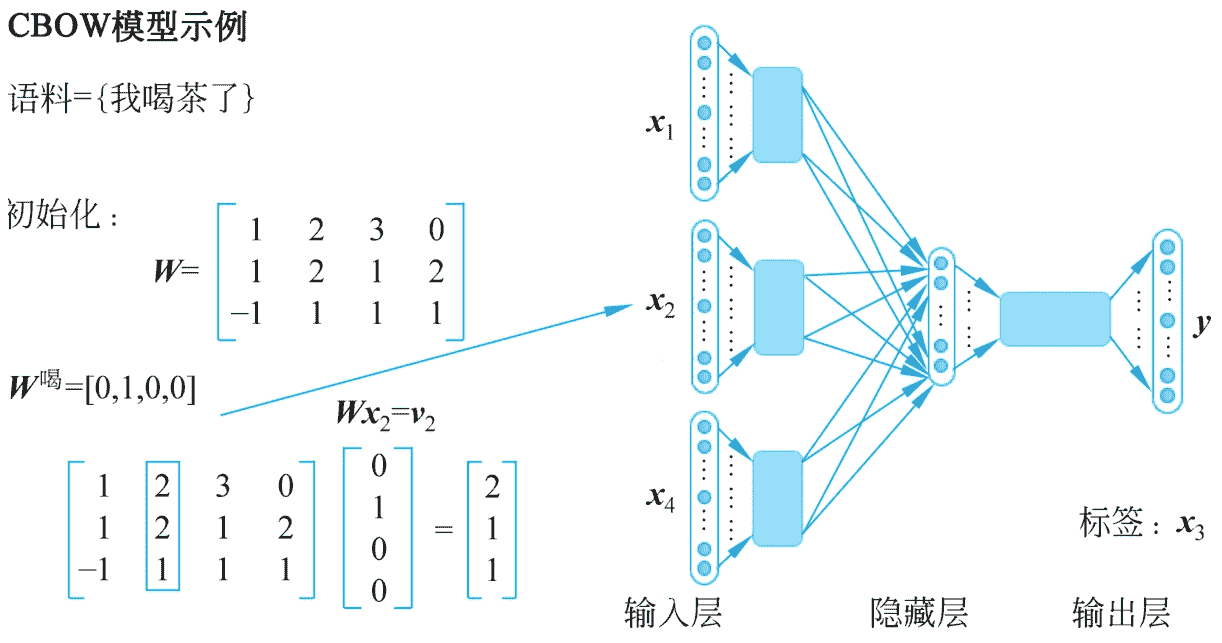 CBOW模型示例
语料={我喝茶了}
初始化：
W=
1 2 3 0
1 2 1 2
−1 1 1 1
W喝=[0,1,0,0]
Wx2=v2
1 2 3 0
1 2 1 2
−1 1 1 1
0
1
0
0
=
2
1
1
x1
x2
x4
y
标签：x3
输入层 隐藏层 输出层